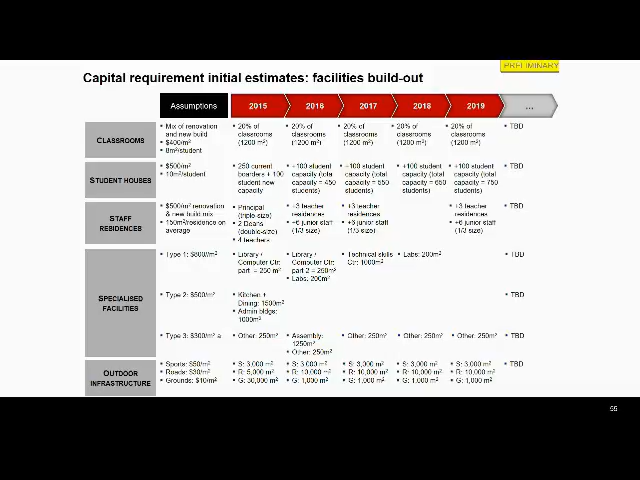 PRELIMINARY
Capital requirement initial estimates: facilities build-out
Assumptions 2015 2016 2017 2018 2019 ...
CLASSROOMS
• Mix of renovation
and new build
• $400/m²
• 8m²/student
• 20% of
classrooms
(1200 m²)
• 20% of
classrooms
(1200 m²)
• 20% of
classrooms
(1200 m²)
• 20% of
classrooms
(1200 m²)
• 20% of
classrooms
(1200 m²)
• TBD
STUDENT HOUSES
• $500/m²
• 10m²/student
• 250 current
boarders + 100
student new
capacity
• +100 student
capacity (total
capacity = 450
students)
• +100 student
capacity (total
capacity = 550
students)
• +100 student
capacity (total
capacity = 650
students)
• +100 student
capacity (total
capacity = 750
students)
• TBD
STAFF
RESIDENCES
• $500/m² renovation
& new build mix
• 150m²/residence on
average
• Principal
(triple-size)
• 2 Deans
(double-size)
• 4 teachers
• +3 teacher
residences
• +6 junior staff
(1/3 size)
• +3 teacher
residences
• +6 junior staff
(1/3 size)
• +3 teacher
residences
• +6 junior staff
(1/3 size)
• TBD
SPECIALISED
FACILITIES
• Type 1: $800/m²
• Library /
Computer Ctr:
part = 250 m²
• Library /
Computer Ctr:
part 2 = 250m²
• Labs: 200m²
• Technical skills
Ctr: 1000m²
• Labs: 200m²
• TBD
• Type 2: $500/m²
• Kitchen +
Dining: 1500m²
• Admin bldgs:
1000m²
• TBD
• Type 3: $300/m² a
• Other: 250m²
• Assembly:
1250m²
• Other: 250m²
• Other: 250m²
• Other: 250m²
• Other: 250m²
• TBD
OUTDOOR
INFRASTRUCTURE
• Sports: $50/m²
• Roads: $30/m²
• Grounds: $10/m²
• S: 3,000 m²
• R: 5,000 m²
• G: 30,000 m²
• S: 3,000 m²
• R: 10,000 m²
• G: 1,000 m²
• S: 3,000 m²
• R: 10,000 m²
• G: 1,000 m²
• S: 3,000 m²
• R: 10,000 m²
• G: 1,000 m²
• S: 3,000 m²
• R: 10,000 m²
• G: 1,000 m²
• TBD
55